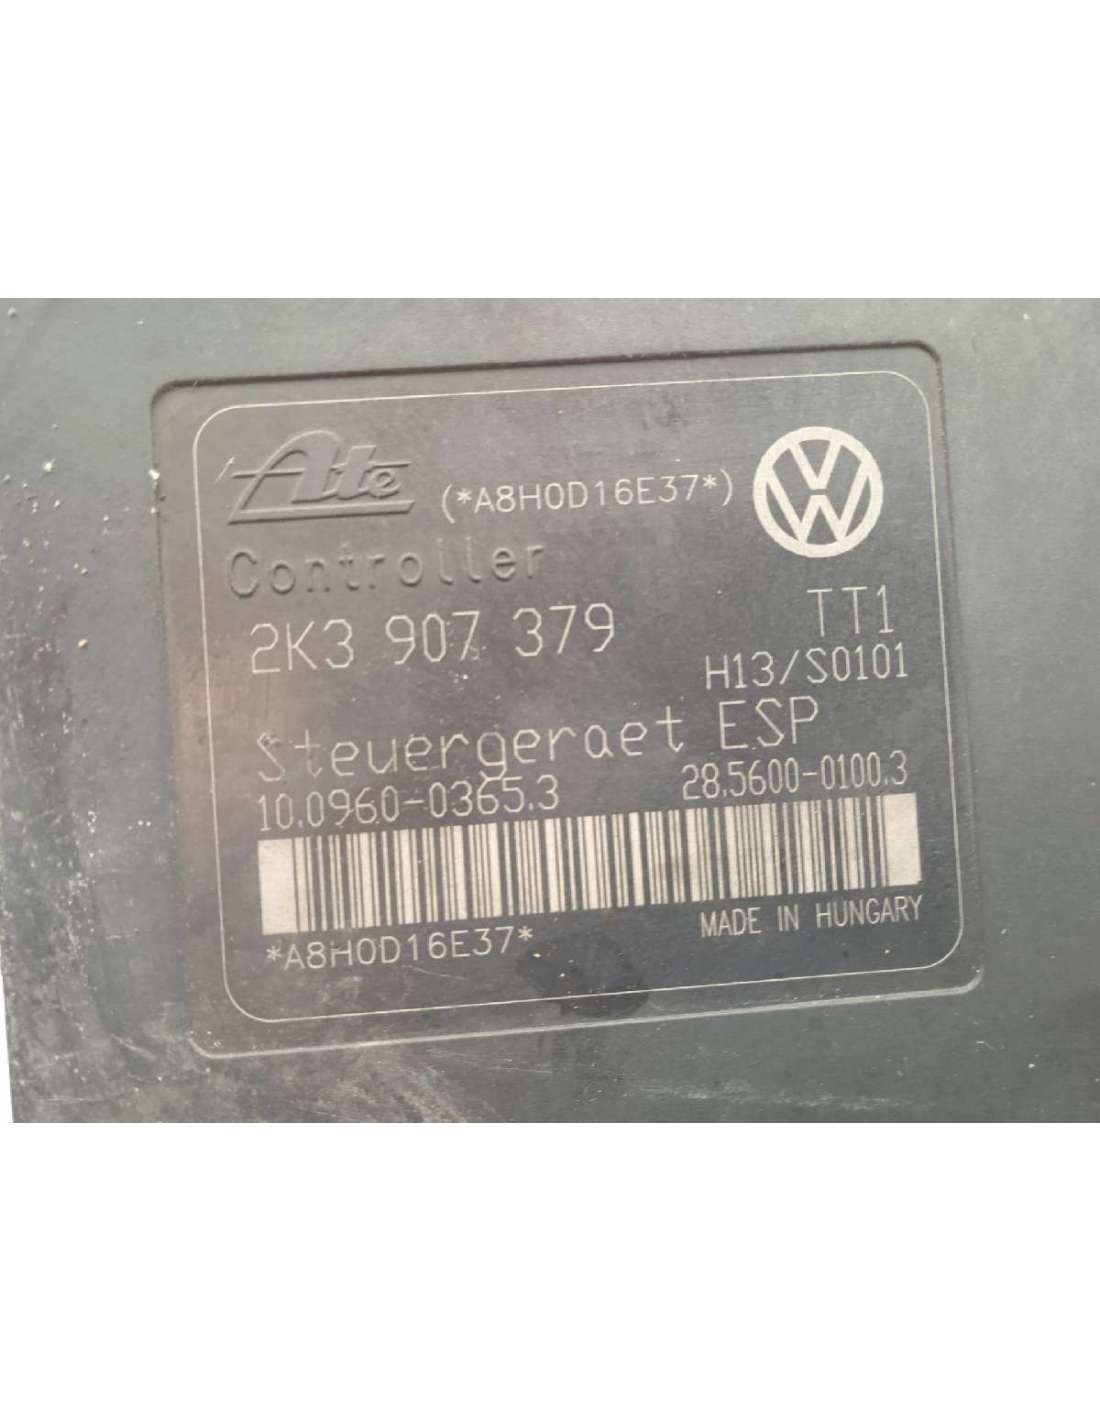 Ate (*A8H0D16E37*)
Controller
2K3 907 379 TT1
H13/S0101
Steuergeraet ESP
10.0960-0365.3 28.5600-0100.3
*A8H0D16E37* MADE IN HUNGARY